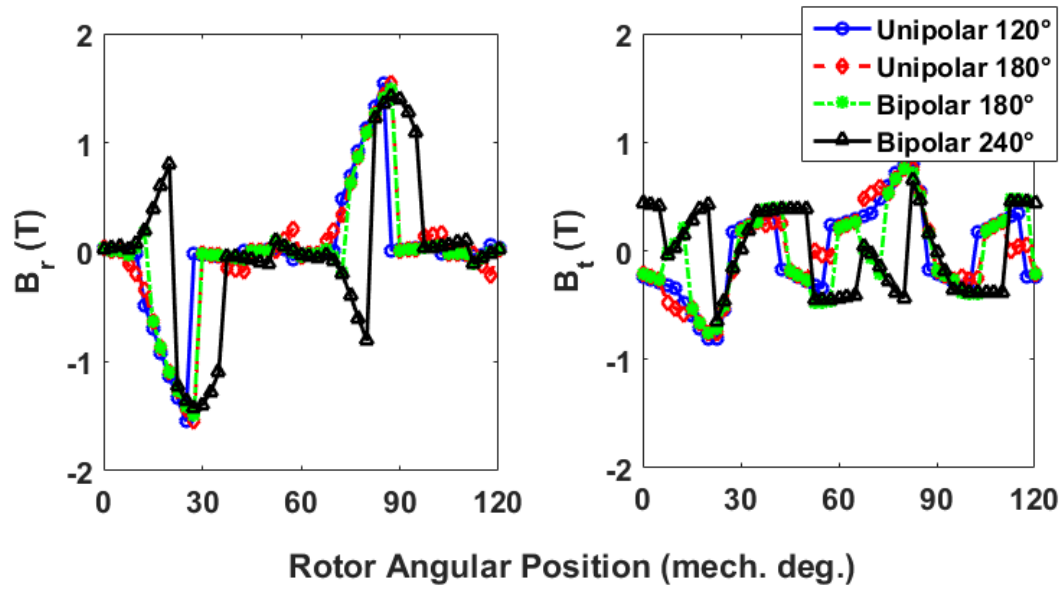 2
1
0
-1
-2
B_r (T)
0 30 60 90 120
2
1
0
-1
-2
B_t (T)
0 30 60 90 120
Unipolar 120°
Unipolar 180°
Bipolar 180°
Bipolar 240°
Rotor Angular Position (mech. deg.)